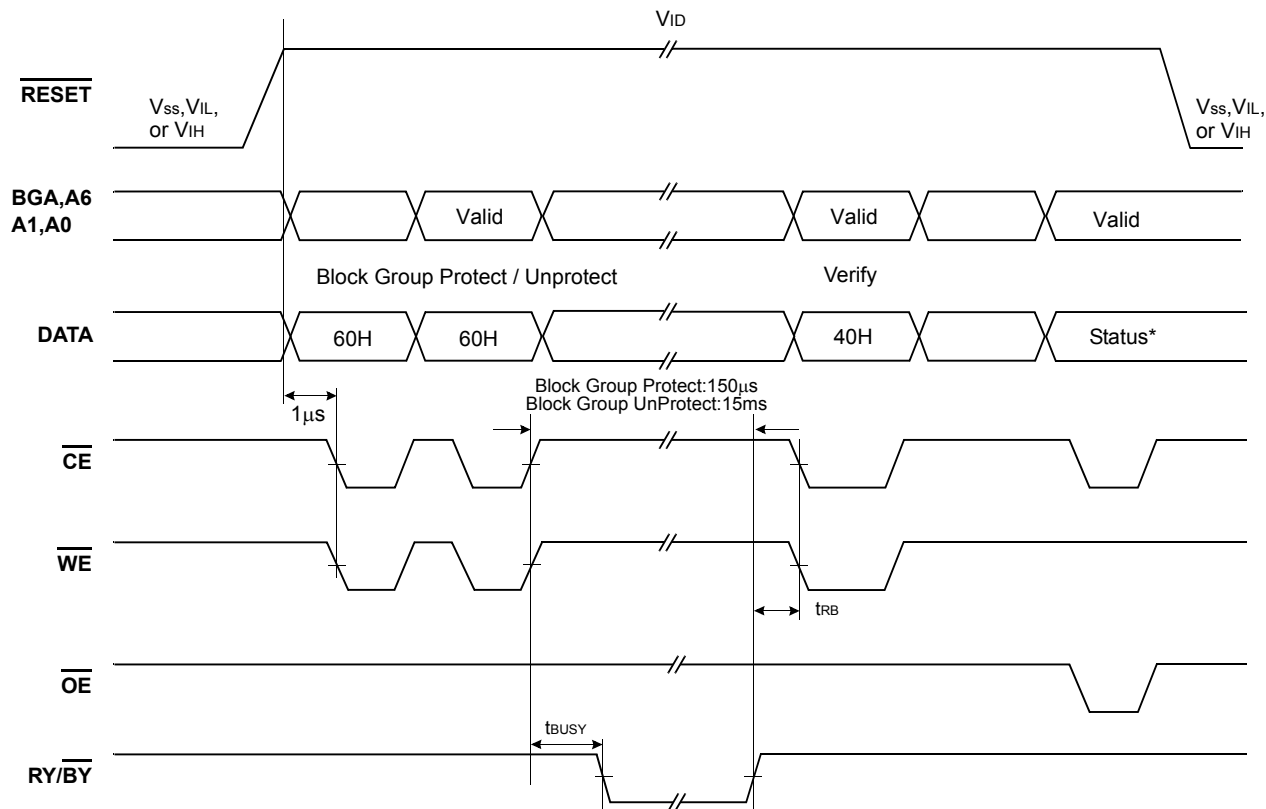 VID
RESET
Vss,VIL,
or VIH
Vss,VIL,
or VIH
BGA,A6
A1,A0
Valid
Valid
Valid
Block Group Protect / Unprotect
Verify
DATA
60H
60H
40H
Status*
Block Group Protect:150µs
Block Group UnProtect:15ms
1µs
CE
WE
tRB
OE
tBUSY
RY/BY